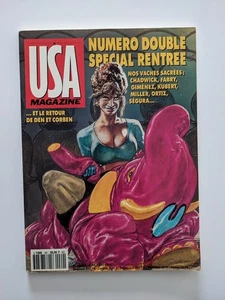 USA
MAGAZINE
... ET LE RETOUR
DE DEN ET CORBEN
NUMERO DOUBLE
SPECIAL RENTREE
NOS VACHES SACREES :
CHADWICK, FABRY,
GIMENEZ, KUBERT,
MILLER, ORTIZ,
SEGURA...